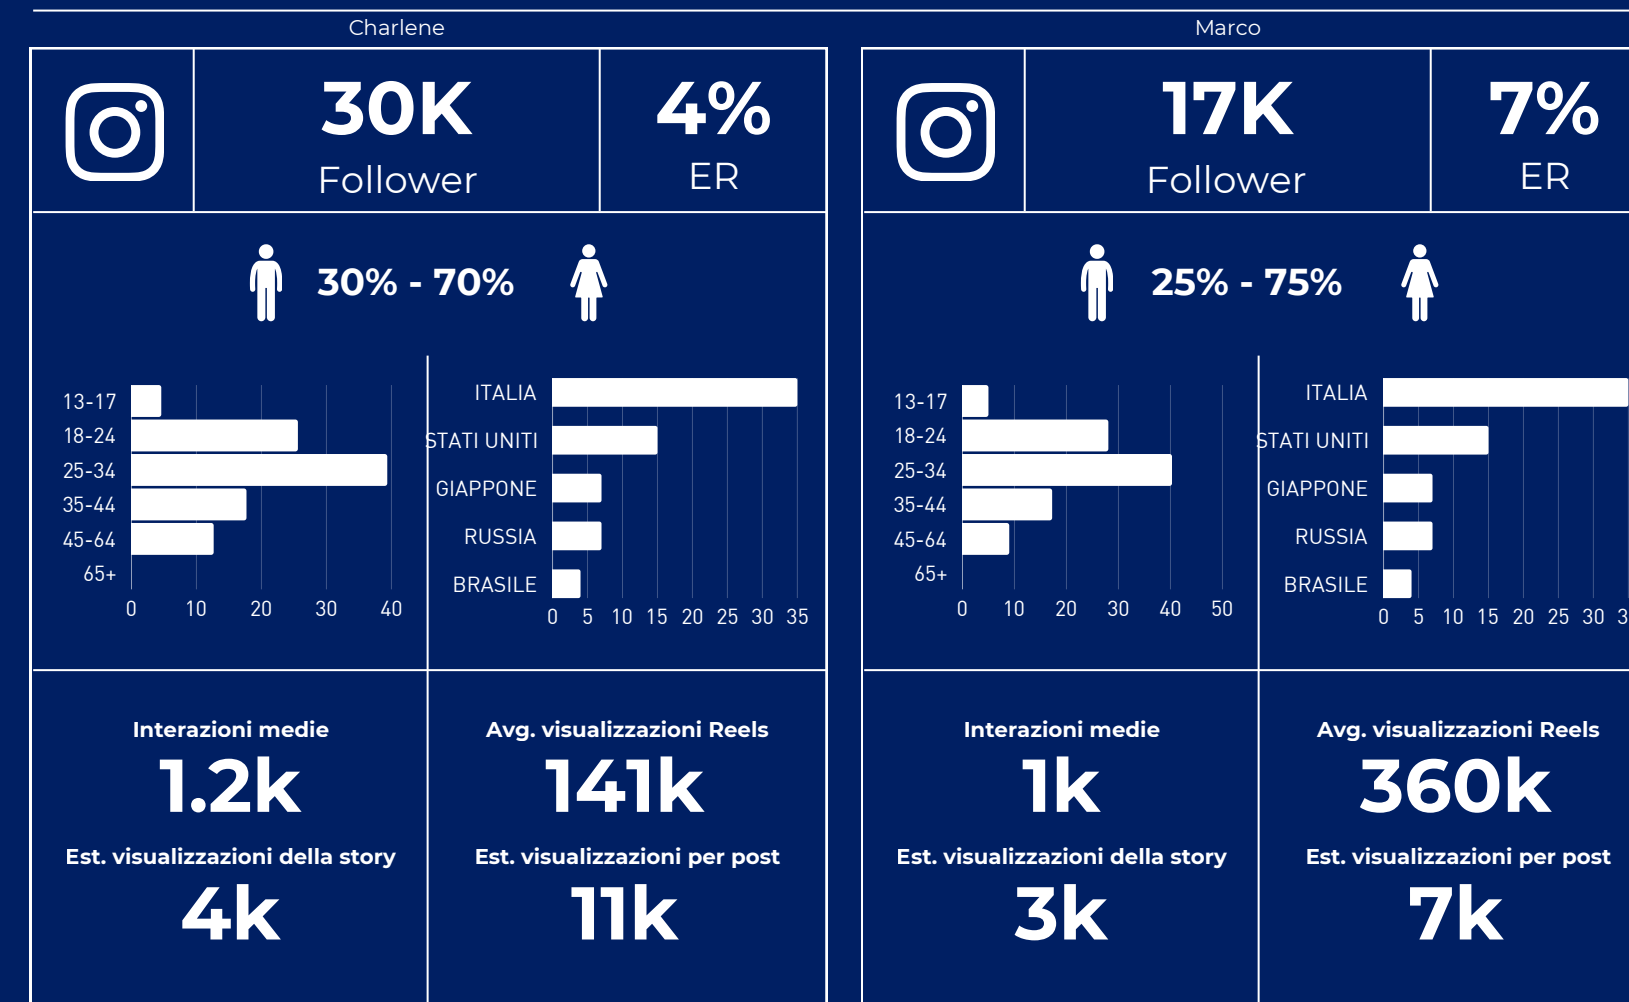 Charlene
30K
Follower
4%
ER
30% - 70%
13-17
18-24
25-34
35-44
45-64
65+
0 10 20 30 40
ITALIA
STATI UNITI
GIAPPONE
RUSSIA
BRASILE
0 5 10 15 20 25 30 35
Interazioni medie
1.2k
Avg. visualizzazioni Reels
141k
Est. visualizzazioni della story
4k
Est. visualizzazioni per post
11k
Marco
17K
Follower
7%
ER
25% - 75%
13-17
18-24
25-34
35-44
45-64
65+
0 10 20 30 40 50
ITALIA
STATI UNITI
GIAPPONE
RUSSIA
BRASILE
0 5 10 15 20 25 30
Interazioni medie
1k
Avg. visualizzazioni Reels
360k
Est. visualizzazioni della story
3k
Est. visualizzazioni per post
7k